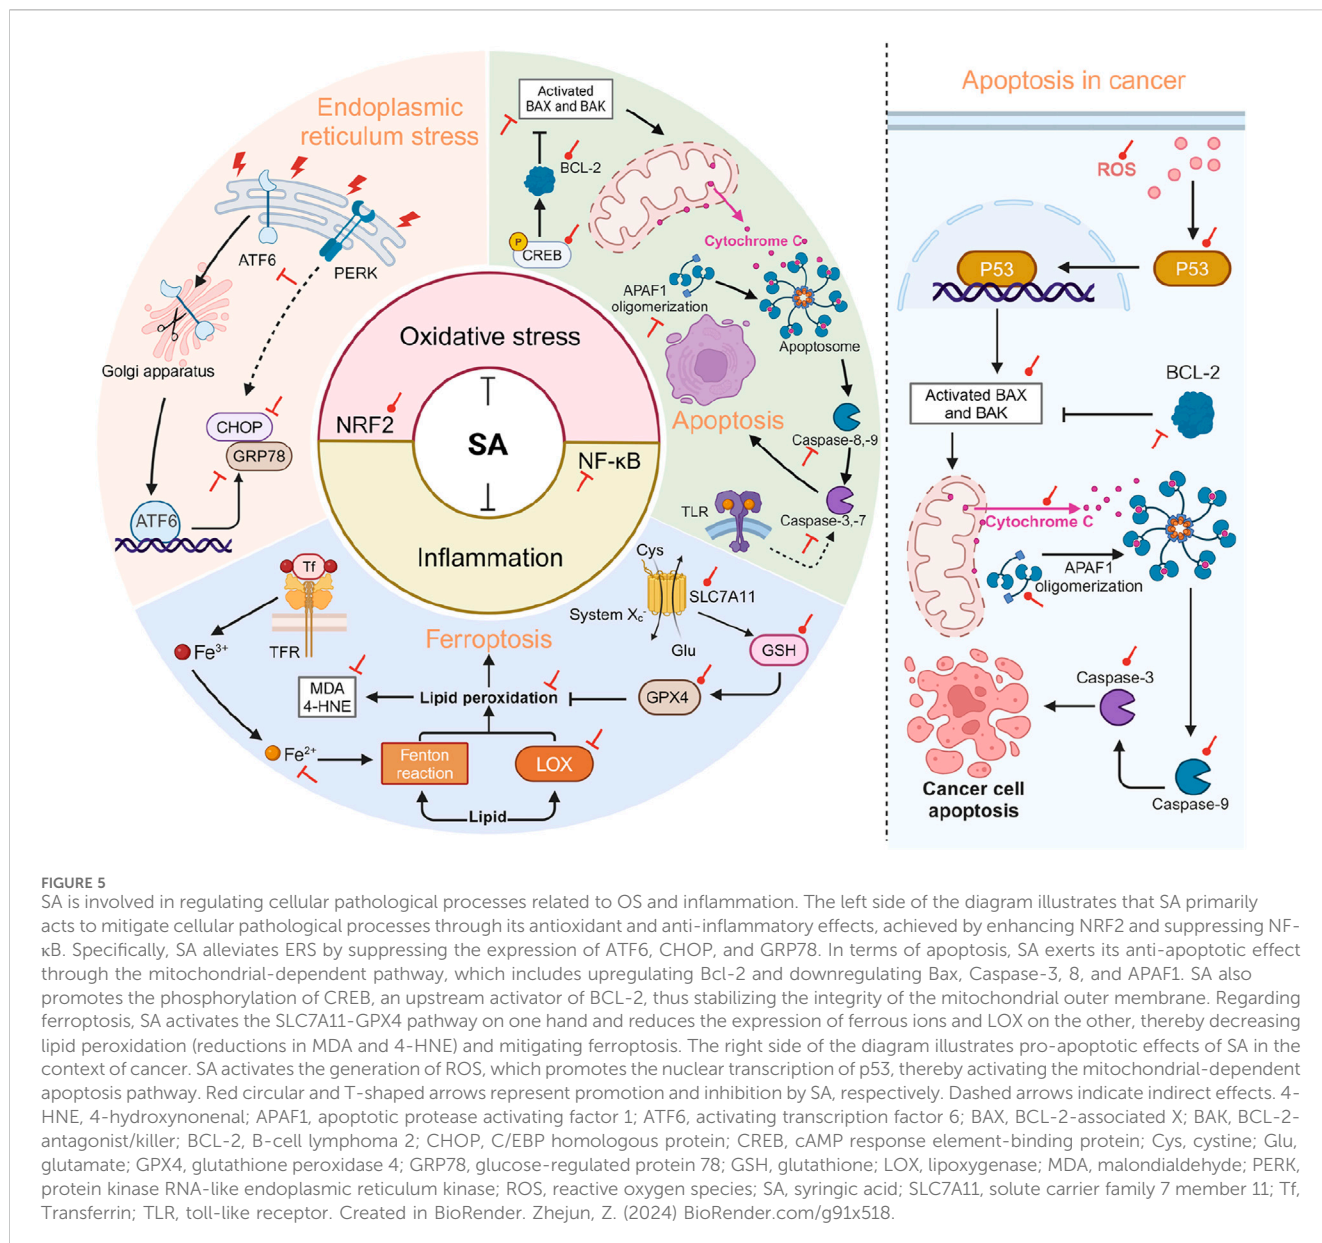 Endoplasmic
reticulum stress
ATF6
PERK
Golgi apparatus
CHOP
GRP78
ATF6
Activated
BAX and BAK
BCL-2
P
CREB
Cytochrome C
APAF1
oligomerization
Apoptosome
Apoptosis
Caspase-8,-9
TLR
Caspase-3,-7
Oxidative stress
NRF2
SA
NF-κB
Inflammation
Tf
Fe³⁺
TFR
Cys
SLC7A11
System Xc⁻
Glu
GSH
Ferroptosis
MDA
4-HNE
Lipid peroxidation
GPX4
Fe²⁺
Fenton
reaction
LOX
Lipid
Apoptosis in cancer
ROS
P53
P53
Activated BAX
and BAK
BCL-2
Cytochrome C
APAF1
oligomerization
Caspase-3
Cancer cell
apoptosis
Caspase-9
FIGURE 5
SA is involved in regulating cellular pathological processes related to OS and inflammation. The left side of the diagram illustrates that SA primarily
acts to mitigate cellular pathological processes through its antioxidant and anti-inflammatory effects, achieved by enhancing NRF2 and suppressing NF-
κB. Specifically, SA alleviates ERS by suppressing the expression of ATF6, CHOP, and GRP78. In terms of apoptosis, SA exerts its anti-apoptotic effect
through the mitochondrial-dependent pathway, which includes upregulating Bcl-2 and downregulating Bax, Caspase-3, 8, and APAF1. SA also
promotes the phosphorylation of CREB, an upstream activator of BCL-2, thus stabilizing the integrity of the mitochondrial outer membrane. Regarding
ferroptosis, SA activates the SLC7A11-GPX4 pathway on one hand and reduces the expression of ferrous ions and LOX on the other, thereby decreasing
lipid peroxidation (reductions in MDA and 4-HNE) and mitigating ferroptosis. The right side of the diagram illustrates pro-apoptotic effects of SA in the
context of cancer. SA activates the generation of ROS, which promotes the nuclear transcription of p53, thereby activating the mitochondrial-dependent
apoptosis pathway. Red circular and T-shaped arrows represent promotion and inhibition by SA, respectively. Dashed arrows indicate indirect effects. 4-
HNE, 4-hydroxynonenal; APAF1, apoptotic protease activating factor 1; ATF6, activating transcription factor 6; BAX, BCL-2-associated X; BAK, BCL-2-
antagonist/killer; BCL-2, B-cell lymphoma 2; CHOP, C/EBP homologous protein; CREB, cAMP response element-binding protein; Cys, cystine; Glu,
glutamate; GPX4, glutathione peroxidase 4; GRP78, glucose-regulated protein 78; GSH, glutathione; LOX, lipoxygenase; MDA, malondialdehyde; PERK,
protein kinase RNA-like endoplasmic reticulum kinase; ROS, reactive oxygen species; SA, syringic acid; SLC7A11, solute carrier family 7 member 11; Tf,
Transferrin; TLR, toll-like receptor. Created in BioRender. Zhejun, Z. (2024) BioRender.com/g91x518.